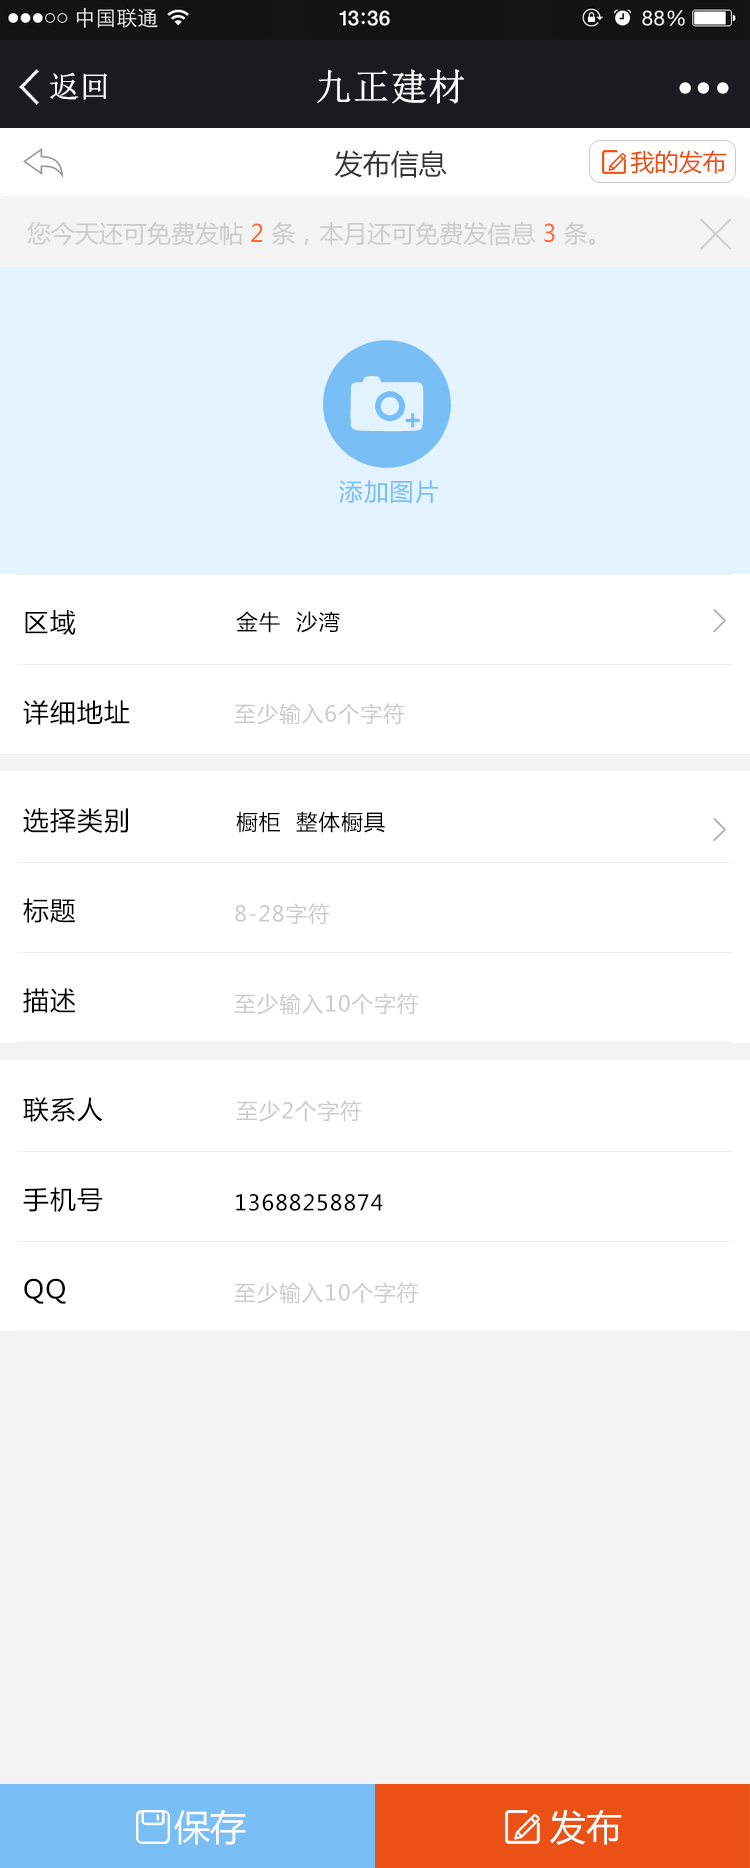 中国联通 13:36 88%
返回 九正建材
发布信息 我的发布
您今天还可免费发帖 2 条，本月还可免费发信息 3 条。
添加图片
区域 金牛 沙湾
详细地址 至少输入6个字符
选择类别 橱柜 整体橱具
标题 8-28字符
描述 至少输入10个字符
联系人 至少2个字符
手机号 13688258874
QQ 至少输入10个字符
保存 发布